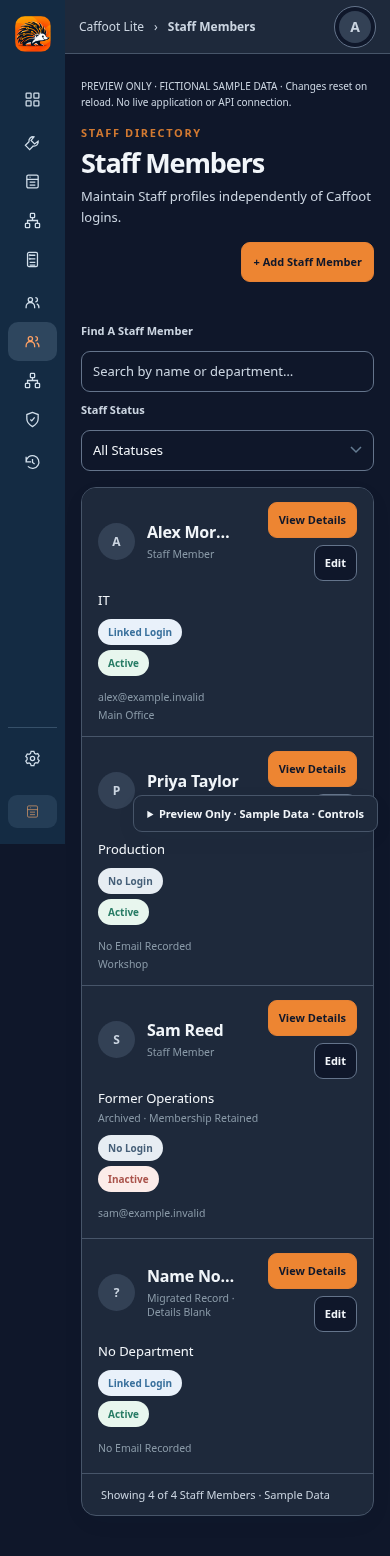 Caffoot Lite › Staff Members
A
PREVIEW ONLY · FICTIONAL SAMPLE DATA · Changes reset on
reload. No live application or API connection.
STAFF DIRECTORY
Staff Members
Maintain Staff profiles independently of Caffoot
logins.
+ Add Staff Member
Find A Staff Member
Search by name or department...
Staff Status
All Statuses
A
Alex Mor...
Staff Member
View Details
Edit
IT
Linked Login
Active
alex@example.invalid
Main Office
P
Priya Taylor
View Details
▶ Preview Only · Sample Data · Controls
Production
No Login
Active
No Email Recorded
Workshop
S
Sam Reed
Staff Member
View Details
Edit
Former Operations
Archived · Membership Retained
No Login
Inactive
sam@example.invalid
?
Name No...
Migrated Record ·
Details Blank
View Details
Edit
No Department
Linked Login
Active
No Email Recorded
Showing 4 of 4 Staff Members · Sample Data